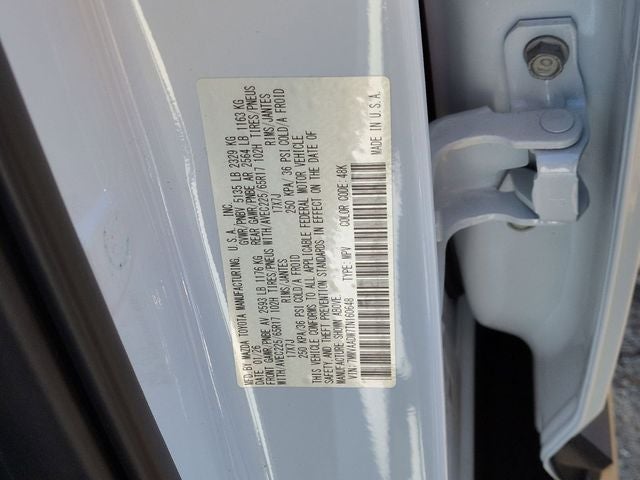 MFD.BY MAZDA TOYOTA MANUFACTURING, U.S.A. INC.
DATE: 01/26 GVWR/PNBV 5135 LB 2329 KG
FRONT GAWR/PNBE AV 2593 LB 1176 KG REAR GAWR/PNBE AR 2564 LB 1163 KG
WITH/AVEC225/65R17 102H TIRES/PNEUS WITH/AVEC225/65R17 102H TIRES/PNEUS
17X7J RIMS/JANTES 17X7J RIMS/JANTES
250 KPA/36 PSI COLD/A FROID 250 KPA/ 36 PSI COLD/A FROID
THIS VEHICLE CONFORMS TO ALL APPLICABLE FEDERAL MOTOR VEHICLE
SAFETY AND THEFT PREVENTION STANDARDS IN EFFECT ON THE DATE OF
MANUFACTURE SHOWN ABOVE.
VIN: TYPE: MPV COLOR CODE: 48K MADE IN U.S.A.